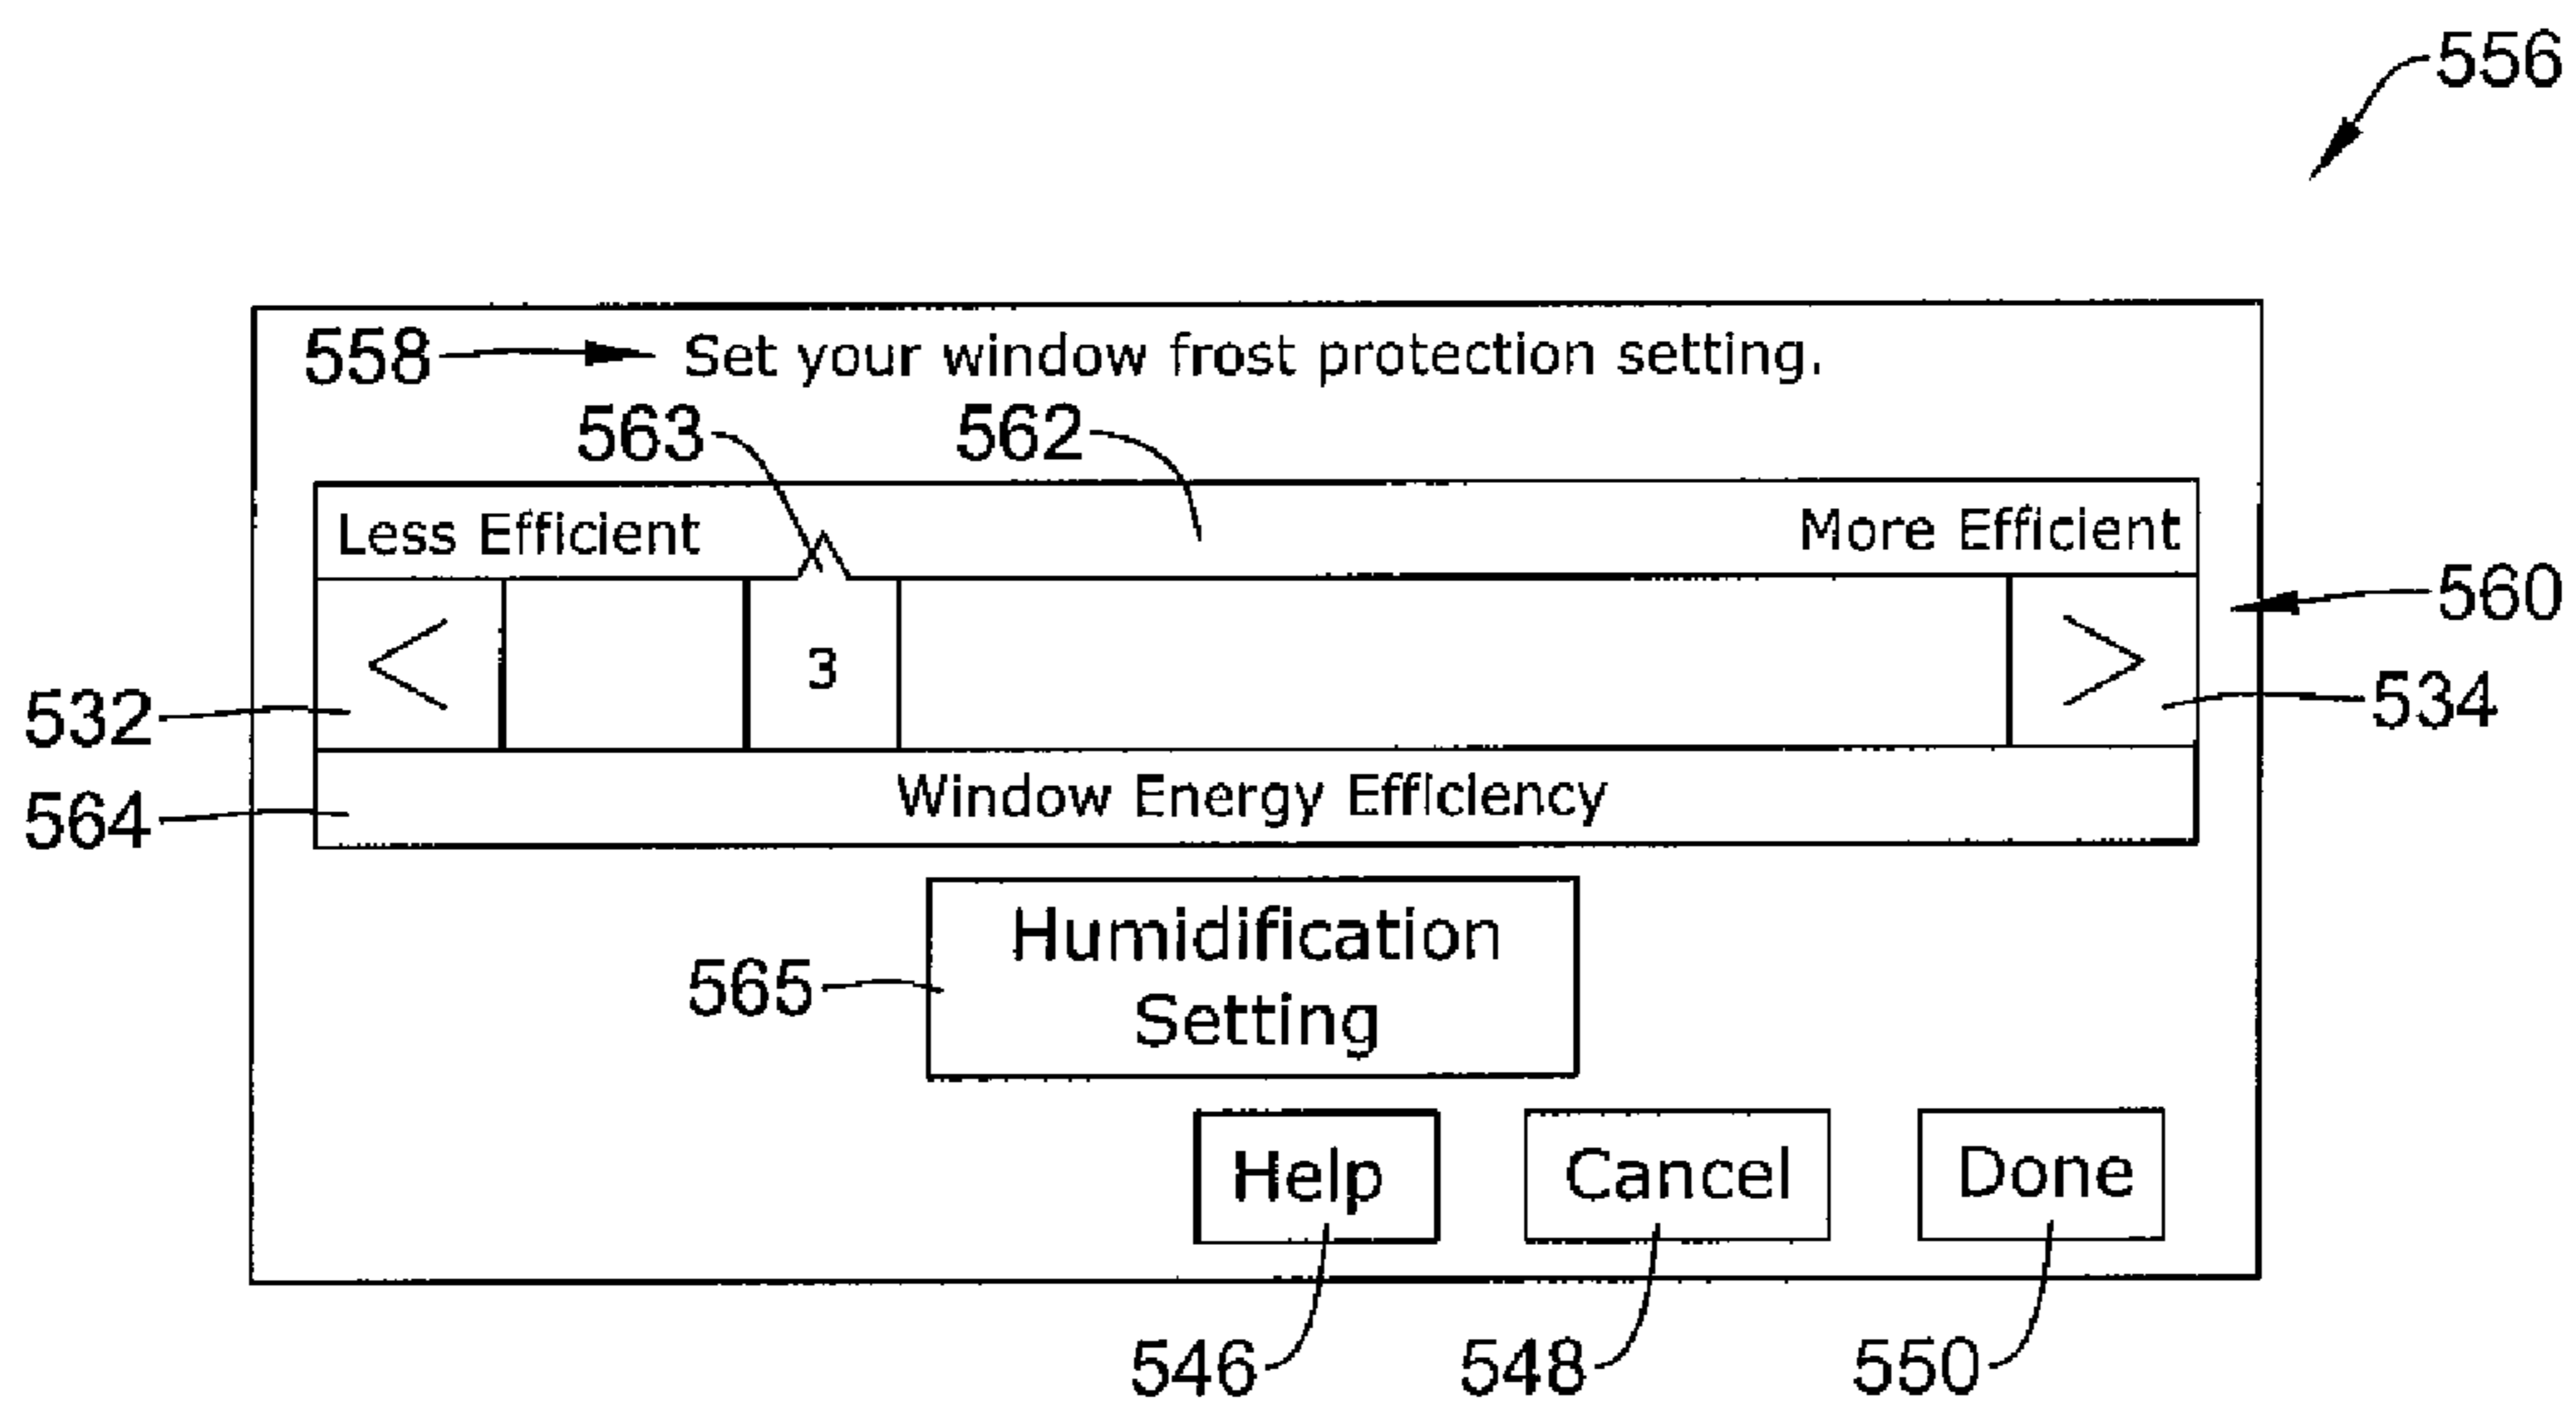 556
558 Set your window frost protection setting.
563 562
Less Efficient More Efficient
560
< 3 >
532 534
564 Window Energy Efficiency
Humidification
565
Setting
Help Cancel Done
546 548 550